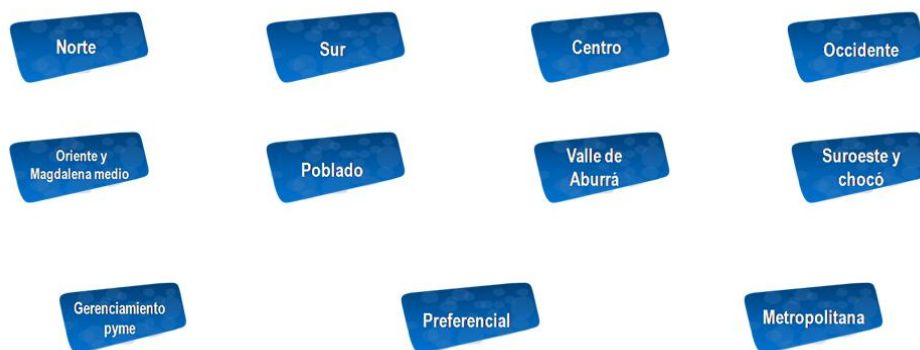 Norte
Sur
Centro
Occidente
Oriente y
Magdalena medio
Poblado
Valle de
Aburrá
Suroeste y
chocó
Gerenciamiento
pyme
Preferencial
Metropolitana